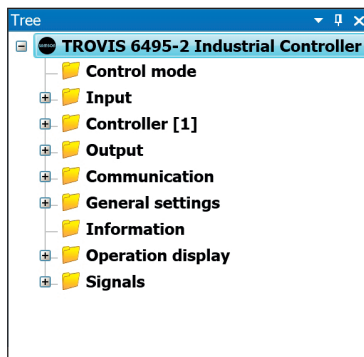 Tree
TROVIS 6495-2 Industrial Controller
Control mode
Input
Controller [1]
Output
Communication
General settings
Information
Operation display
Signals